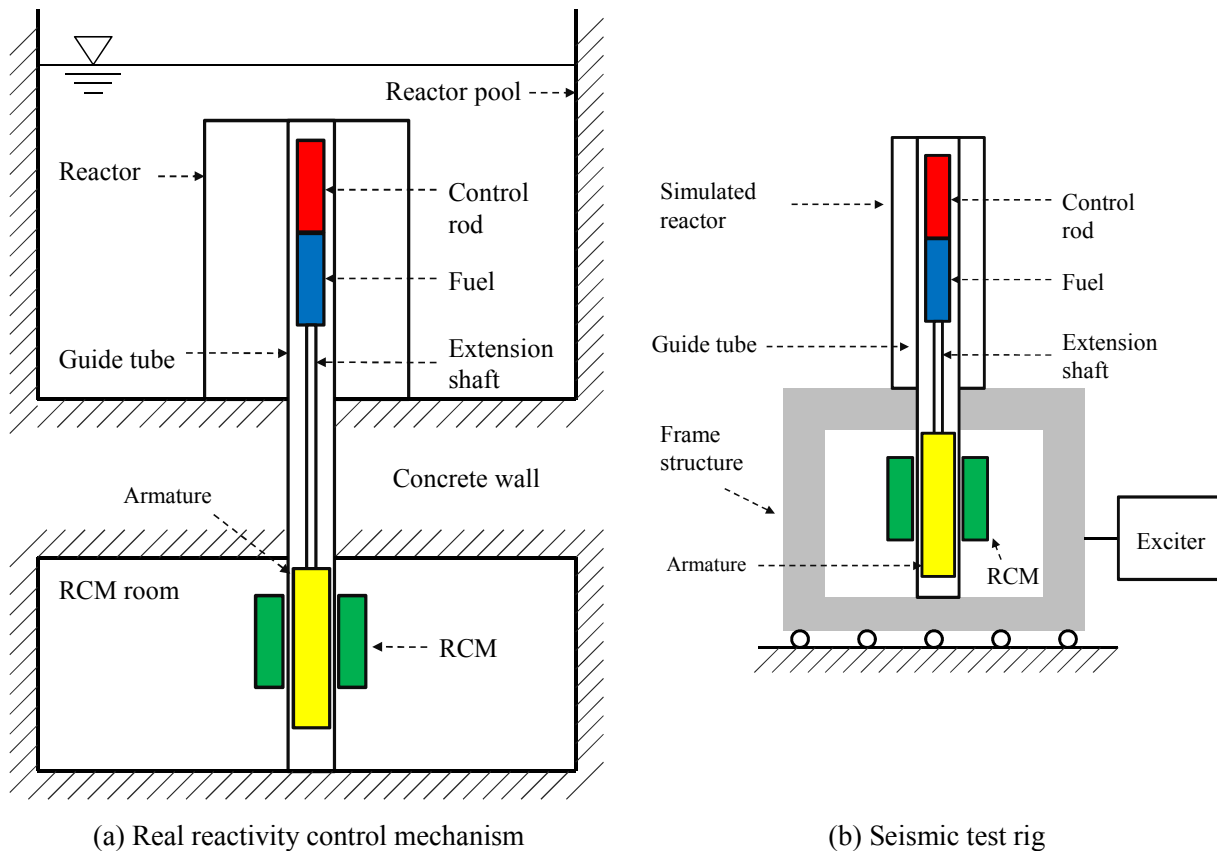 Reactor pool
Reactor
Control
rod
Fuel
Guide tube
Extension
shaft
Concrete wall
Armature
RCM room
RCM
(a) Real reactivity control mechanism
Simulated
reactor
Control
rod
Fuel
Guide tube
Extension
shaft
Frame
structure
Exciter
Armature
RCM
(b) Seismic test rig